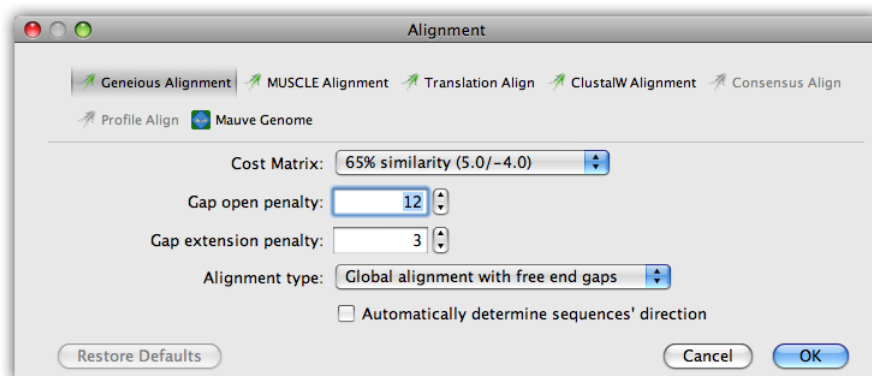 Alignment
Geneious Alignment MUSCLE Alignment Translation Align ClustalW Alignment Consensus Align
Profile Align Mauve Genome
Cost Matrix: 65% similarity (5.0/-4.0)
Gap open penalty: 12
Gap extension penalty: 3
Alignment type: Global alignment with free end gaps
Automatically determine sequences' direction
Restore Defaults Cancel OK